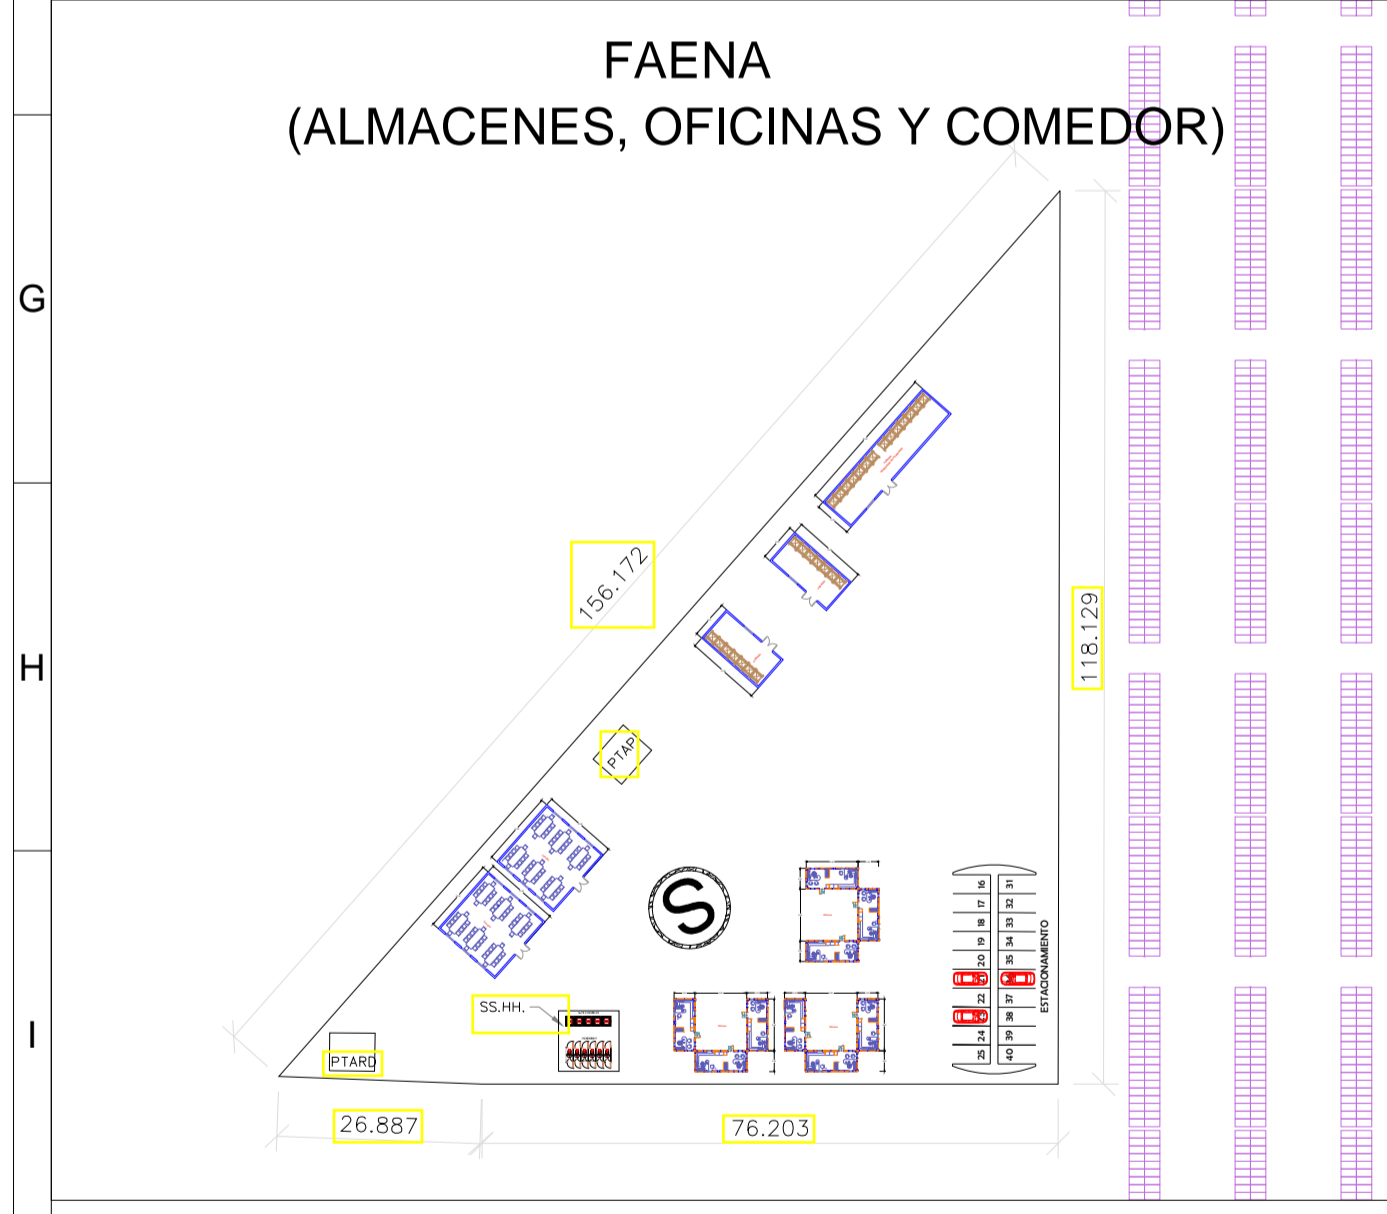 FAENA
(ALMACENES, OFICINAS Y COMEDOR)
G
H
I
156.172
118.129
PTAP
S
SS.HH.
PTARD
26.887
76.203
16 31
17 32
18 33
19 34
20 35
22 37
38
24 39
25 40
ESTACIONAMIENTO